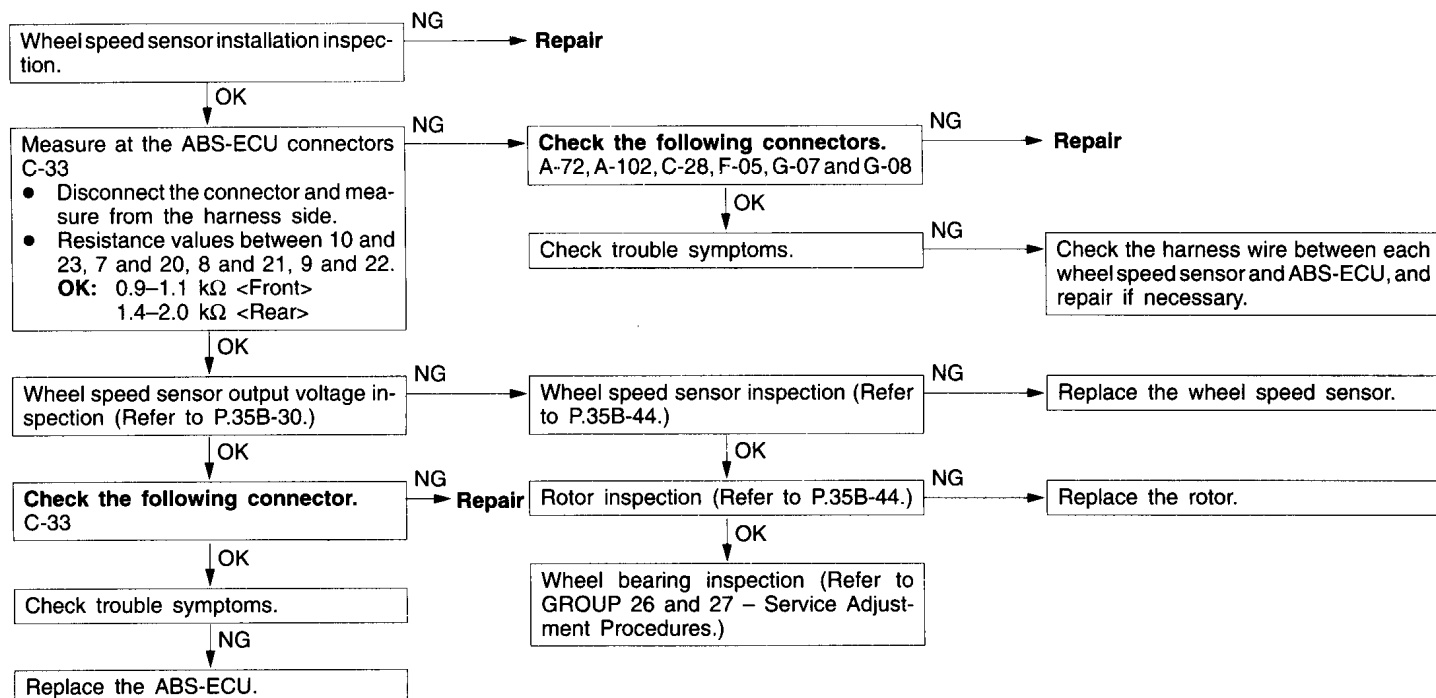 NG
Wheel speed sensor installation inspec-
tion.
Repair
OK
Measure at the ABS-ECU connectors
C-33
● Disconnect the connector and mea-
sure from the harness side.
● Resistance values between 10 and
23, 7 and 20, 8 and 21, 9 and 22.
OK: 0.9–1.1 kΩ <Front>
1.4–2.0 kΩ <Rear>
NG
Check the following connectors.
A-72, A-102, C-28, F-05, G-07 and G-08
NG
Repair
OK
Check trouble symptoms.
NG
Check the harness wire between each
wheel speed sensor and ABS-ECU, and
repair if necessary.
OK
Wheel speed sensor output voltage in-
spection (Refer to P.35B-30.)
NG
Wheel speed sensor inspection (Refer
to P.35B-44.)
NG
Replace the wheel speed sensor.
OK
OK
Check the following connector.
C-33
NG
Repair
Rotor inspection (Refer to P.35B-44.)
NG
Replace the rotor.
OK
OK
Wheel bearing inspection (Refer to
GROUP 26 and 27 – Service Adjust-
ment Procedures.)
Check trouble symptoms.
NG
Replace the ABS-ECU.